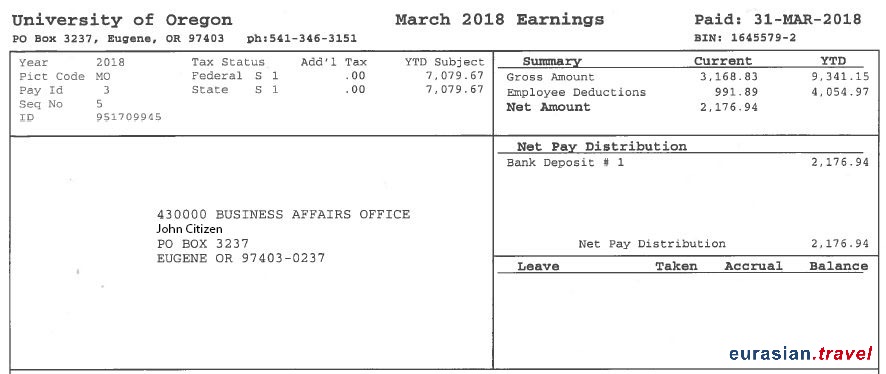 University of Oregon March 2018 Earnings Paid: 31-MAR-2018
PO Box 3237, Eugene, OR 97403 ph:541-346-3151 BIN: 1645579-2
Year 2018 Tax Status Add'l Tax YTD Subject
Pict Code MO Federal S 1 .00 7,079.67
Pay Id 3 State S 1 .00 7,079.67
Seq No 5
ID 951709945
Summary Current YTD
Gross Amount 3,168.83 9,341.15
Employee Deductions 991.89 4,054.97
Net Amount 2,176.94
Net Pay Distribution
Bank Deposit # 1 2,176.94
Net Pay Distribution 2,176.94
430000 BUSINESS AFFAIRS OFFICE
John Citizen
PO BOX 3237
EUGENE OR 97403-0237
Leave Taken Accrual Balance
eurasian.travel